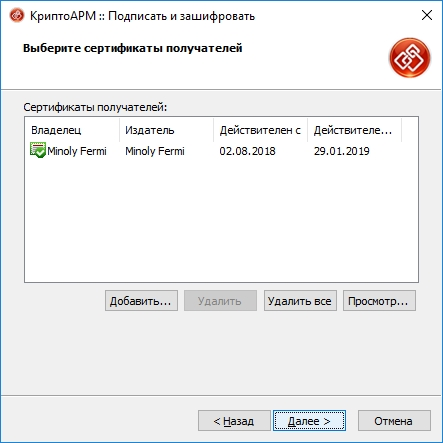 КриптоАРМ :: Подписать и зашифровать
Выберите сертификаты получателей
Сертификаты получателей:
Владелец Издатель Действителен с Действителе...
Minoly Fermi Minoly Fermi 02.08.2018 29.01.2019
Добавить... Удалить Удалить все Просмотр...
< Назад Далее > Отмена